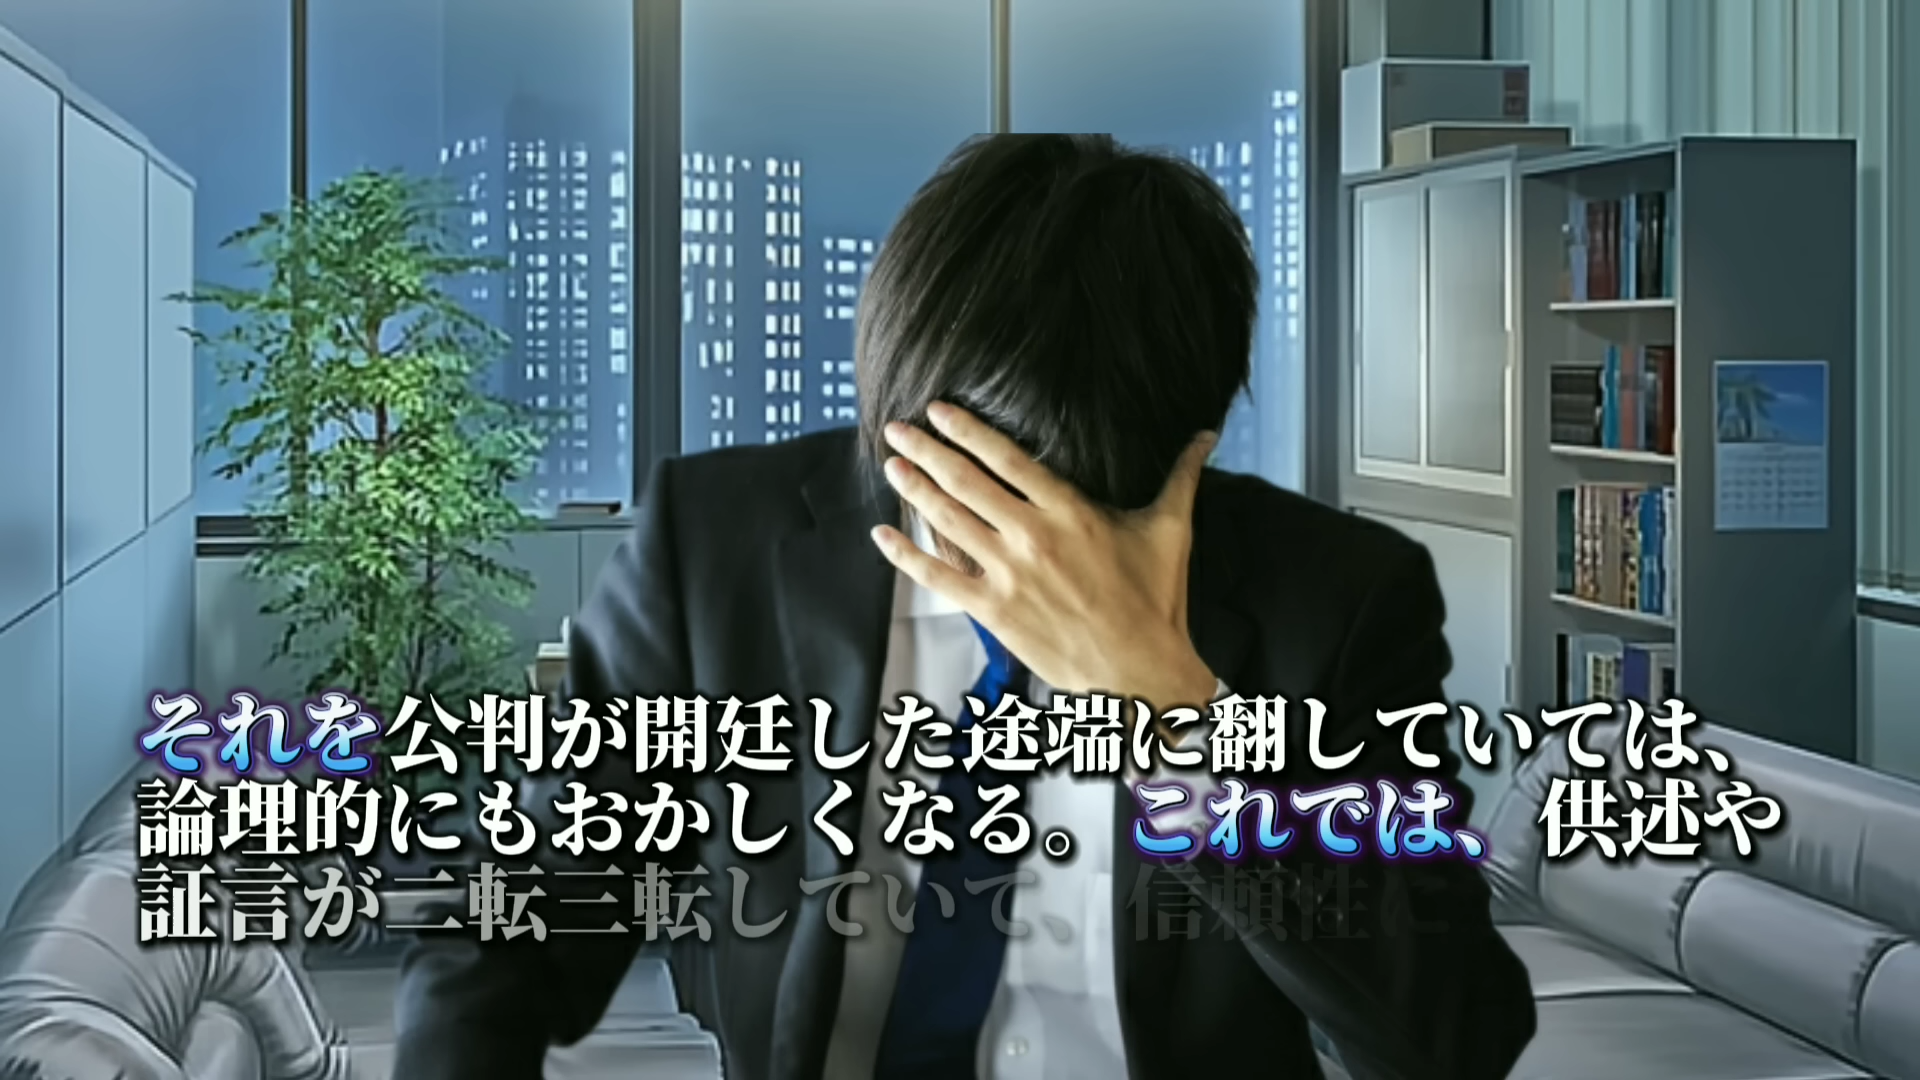 それを公判が開廷した途端に翻していては、
論理的にもおかしくなる。これでは、供述や
証言が二転三転していて、信頼性に